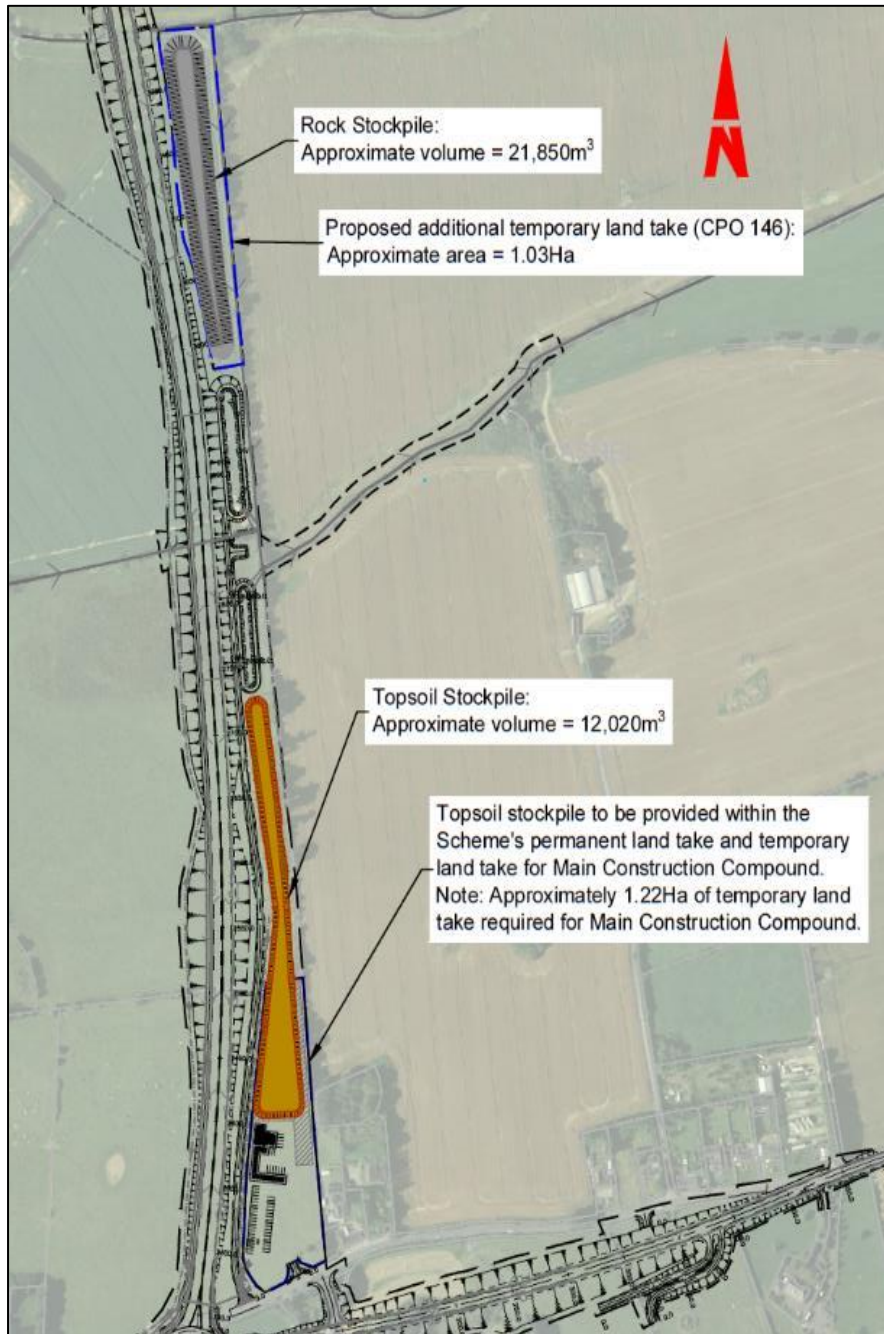 Rock Stockpile:
Approximate volume = 21,850m³
Proposed additional temporary land take (CPO 146):
Approximate area = 1.03Ha
N
Topsoil Stockpile:
Approximate volume = 12,020m³
Topsoil stockpile to be provided within the
Scheme's permanent land take and temporary
land take for Main Construction Compound.
Note: Approximately 1.22Ha of temporary land
take required for Main Construction Compound.